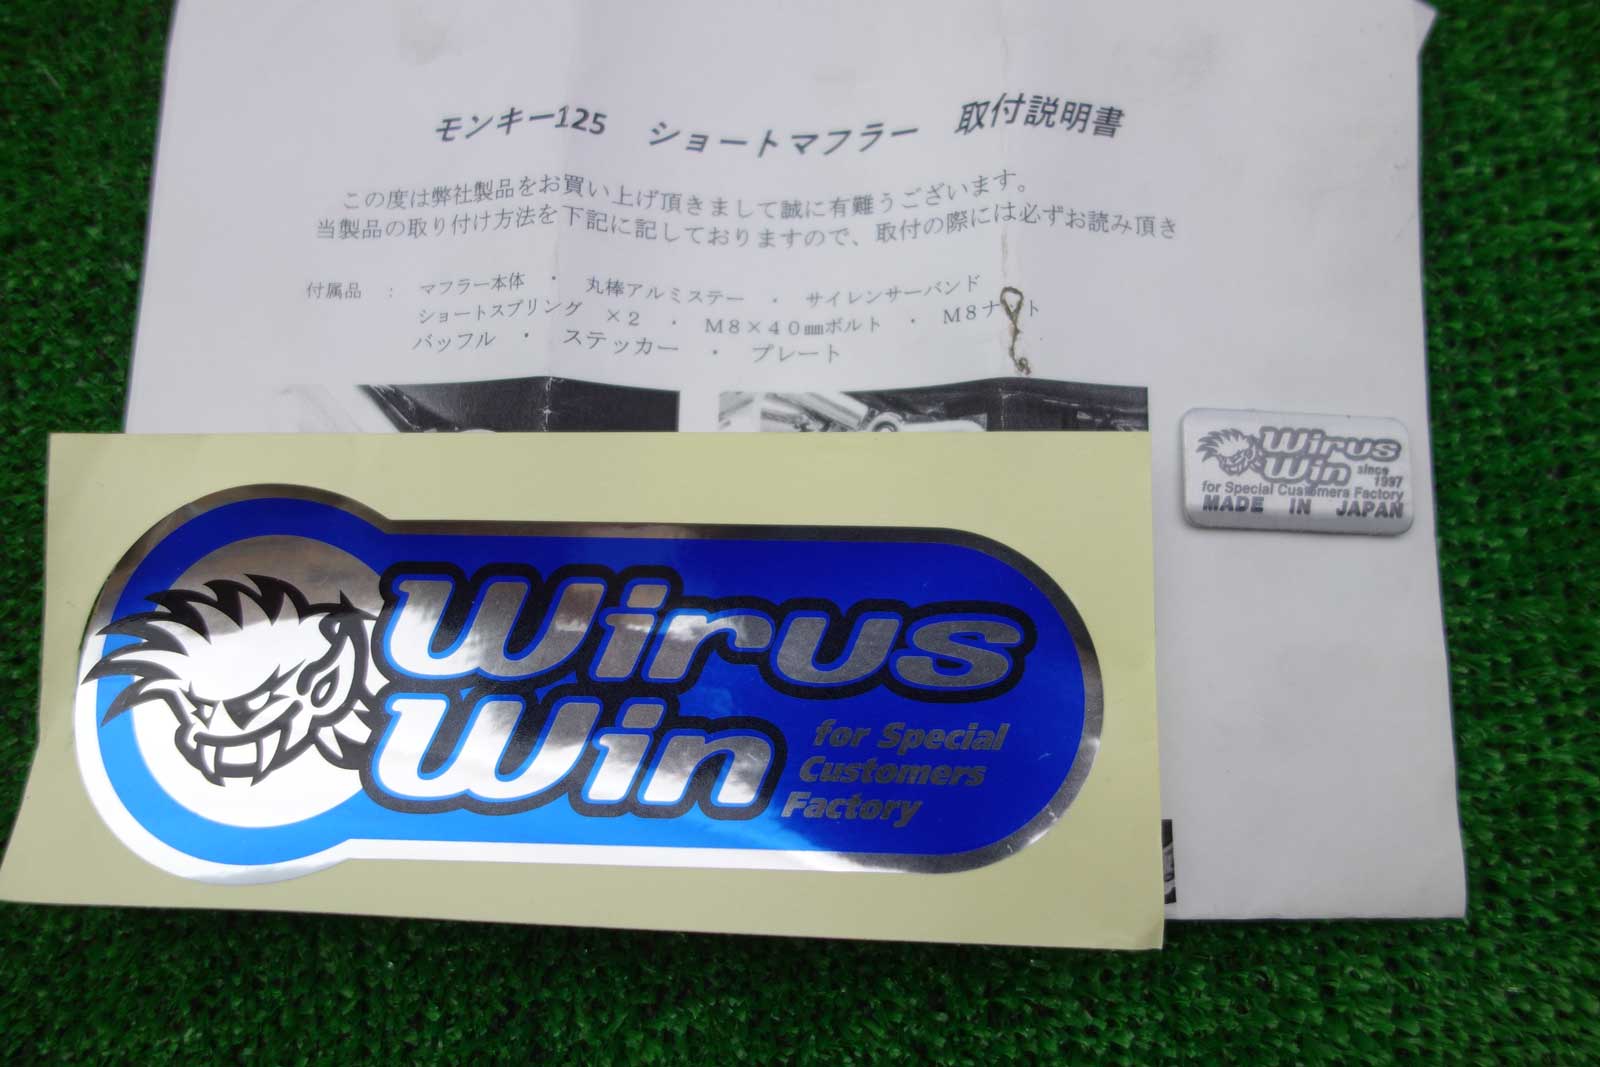 モンキー125　ショートマフラー　取付説明書
この度は弊社製品をお買い上げ頂きまして誠に有難うございます。
当製品の取り付け方法を下記に記しておりますので、取付の際には必ずお読み頂き
付属品　：　マフラー本体　・　丸棒アルミステー　・　サイレンサーバンド
ショートスプリング　×２　・　Ｍ８×４０㎜ボルト　・　Ｍ８ナット
バッフル　・　ステッカー　・　プレート
Wirus
Win
since
1997
for Special Customers Factory
MADE IN JAPAN
Wirus
Win
for Special
Customers
Factory